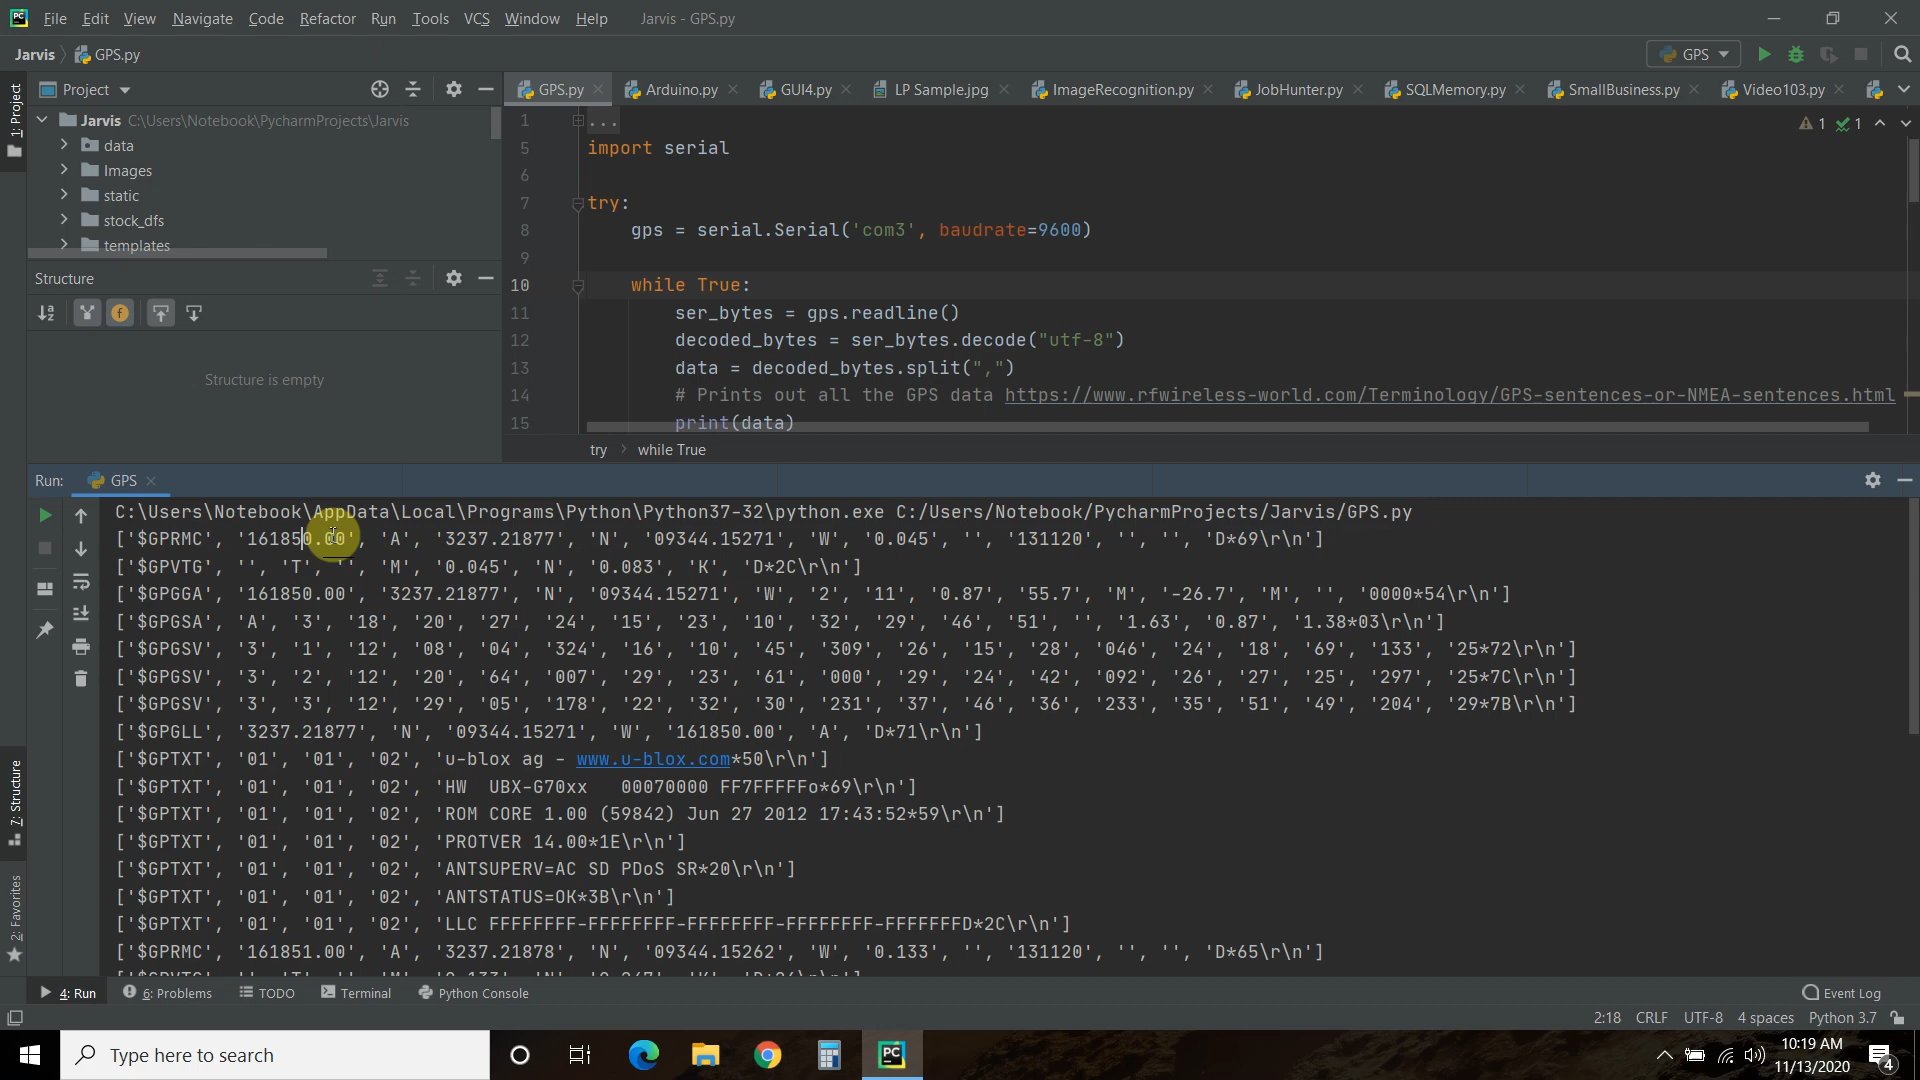 File Edit View Navigate Code Refactor Run Tools VCS Window Help Jarvis - GPS.py
Jarvis GPS.py GPS
1: Project
Project
GPS.py Arduino.py GUI4.py LP Sample.jpg ImageRecognition.py JobHunter.py SQLMemory.py SmallBusiness.py Video103.py
Jarvis C:\Users\Notebook\PycharmProjects\Jarvis
data
Images
static
stock_dfs
templates
Structure
Structure is empty
1 ...
1 1
5 import serial
6
7 try:
8 gps = serial.Serial('com3', baudrate=9600)
9
10 while True:
11 ser_bytes = gps.readline()
12 decoded_bytes = ser_bytes.decode("utf-8")
13 data = decoded_bytes.split(",")
14 # Prints out all the GPS data https://www.rfwireless-world.com/Terminology/GPS-sentences-or-NMEA-sentences.html
15 print(data)
try while True
Run: GPS
C:\Users\Notebook\AppData\Local\Programs\Python\Python37-32\python.exe C:/Users/Notebook/PycharmProjects/Jarvis/GPS.py
['$GPRMC', '161850.00', 'A', '3237.21877', 'N', '09344.15271', 'W', '0.045', '', '131120', '', '', 'D*69\r\n']
['$GPVTG', '', 'T', '', 'M', '0.045', 'N', '0.083', 'K', 'D*2C\r\n']
['$GPGGA', '161850.00', '3237.21877', 'N', '09344.15271', 'W', '2', '11', '0.87', '55.7', 'M', '-26.7', 'M', '', '0000*54\r\n']
['$GPGSA', 'A', '3', '18', '20', '27', '24', '15', '23', '10', '32', '29', '46', '51', '', '1.63', '0.87', '1.38*03\r\n']
['$GPGSV', '3', '1', '12', '08', '04', '324', '16', '10', '45', '309', '26', '15', '28', '046', '24', '18', '69', '133', '25*72\r\n']
['$GPGSV', '3', '2', '12', '20', '64', '007', '29', '23', '61', '000', '29', '24', '42', '092', '26', '27', '25', '297', '25*7C\r\n']
['$GPGSV', '3', '3', '12', '29', '05', '178', '22', '32', '30', '231', '37', '46', '36', '233', '35', '51', '49', '204', '29*7B\r\n']
['$GPGLL', '3237.21877', 'N', '09344.15271', 'W', '161850.00', 'A', 'D*71\r\n']
['$GPTXT', '01', '01', '02', 'u-blox ag - www.u-blox.com*50\r\n']
['$GPTXT', '01', '01', '02', 'HW UBX-G70xx 00070000 FF7FFFFFo*69\r\n']
['$GPTXT', '01', '01', '02', 'ROM CORE 1.00 (59842) Jun 27 2012 17:43:52*59\r\n']
['$GPTXT', '01', '01', '02', 'PROTVER 14.00*1E\r\n']
['$GPTXT', '01', '01', '02', 'ANTSUPERV=AC SD PDoS SR*20\r\n']
['$GPTXT', '01', '01', '02', 'ANTSTATUS=OK*3B\r\n']
['$GPTXT', '01', '01', '02', 'LLC FFFFFFFF-FFFFFFFF-FFFFFFFF-FFFFFFFF-FFFFFFFD*2C\r\n']
['$GPRMC', '161851.00', 'A', '3237.21878', 'N', '09344.15262', 'W', '0.133', '', '131120', '', '', 'D*65\r\n']
7: Structure
2: Favorites
4: Run 6: Problems TODO Terminal Python Console Event Log
2:18 CRLF UTF-8 4 spaces Python 3.7
Type here to search
10:19 AM
11/13/2020
4